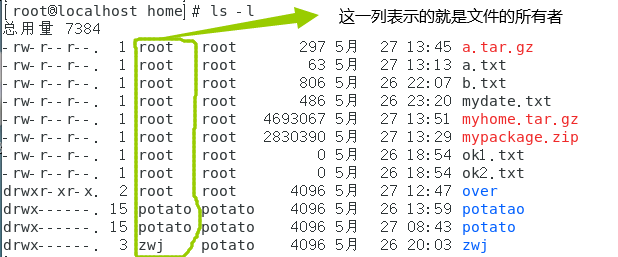 [root@localhost home]# ls -l
这一列表示的就是文件的所有者
总用量 7384
-rw-r--r--. 1 root root 297 5月 27 13:45 a.tar.gz
-rw-r--r--. 1 root root 63 5月 27 13:13 a.txt
-rw-r--r--. 1 root root 806 5月 26 22:07 b.txt
-rw-r--r--. 1 root root 486 5月 26 23:20 mydate.txt
-rw-r--r--. 1 root root 4693067 5月 27 13:51 myhome.tar.gz
-rw-r--r--. 1 root root 2830390 5月 27 13:29 mypackage.zip
-rw-r--r--. 1 root root 0 5月 26 18:54 ok1.txt
-rw-r--r--. 1 root root 0 5月 26 18:54 ok2.txt
drwxr-xr-x. 2 root root 4096 5月 27 12:47 over
drwx------. 15 potato potato 4096 5月 26 13:59 potatao
drwx------. 15 potato potato 4096 5月 27 08:43 potato
drwx------. 3 zwj potato 4096 5月 26 20:03 zwj